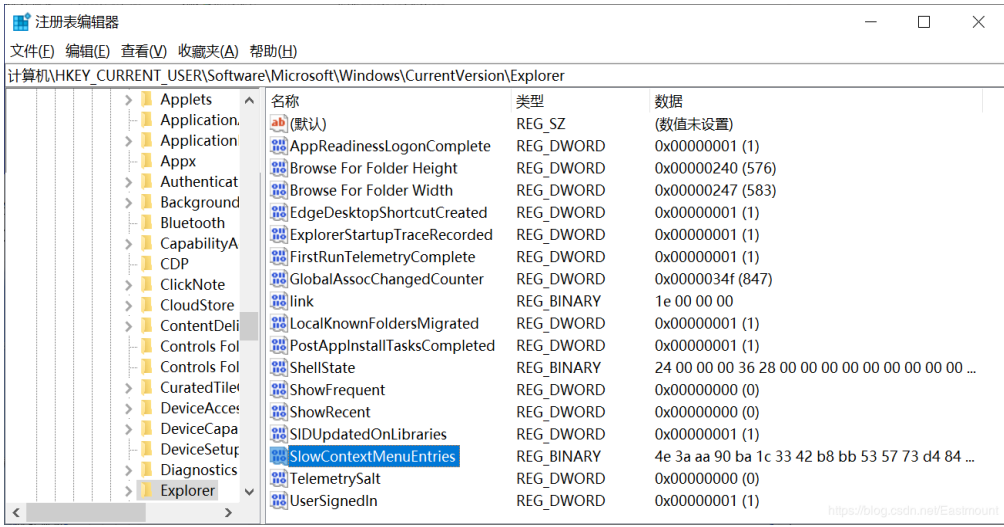 注册表编辑器
文件(F) 编辑(E) 查看(V) 收藏夹(A) 帮助(H)
计算机\HKEY_CURRENT_USER\Software\Microsoft\Windows\CurrentVersion\Explorer
Applets
Application.
Application
Appx
Authenticat
Background
Bluetooth
CapabilityA
CDP
ClickNote
CloudStore
ContentDeli
Controls Fol
Controls Fol
CuratedTile
DeviceAcces
DeviceCapa
DeviceSetup
Diagnostics
Explorer
名称 类型 数据
(默认) REG_SZ (数值未设置)
AppReadinessLogonComplete REG_DWORD 0x00000001 (1)
Browse For Folder Height REG_DWORD 0x00000240 (576)
Browse For Folder Width REG_DWORD 0x00000247 (583)
EdgeDesktopShortcutCreated REG_DWORD 0x00000001 (1)
ExplorerStartupTraceRecorded REG_DWORD 0x00000001 (1)
FirstRunTelemetryComplete REG_DWORD 0x00000001 (1)
GlobalAssocChangedCounter REG_DWORD 0x0000034f (847)
link REG_BINARY 1e 00 00 00
LocalKnownFoldersMigrated REG_DWORD 0x00000001 (1)
PostAppInstallTasksCompleted REG_DWORD 0x00000001 (1)
ShellState REG_BINARY 24 00 00 00 36 28 00 00 00 00 00 00 00 00 00 ...
ShowFrequent REG_DWORD 0x00000000 (0)
ShowRecent REG_DWORD 0x00000000 (0)
SIDUpdatedOnLibraries REG_DWORD 0x00000001 (1)
SlowContextMenuEntries REG_BINARY 4e 3a aa 90 ba 1c 33 42 b8 bb 53 57 73 d4 84 ...
TelemetrySalt REG_DWORD 0x00000000 (0)
UserSignedIn REG_DWORD 0x00000001 (1)
https://blog.csdn.net/Eastmount